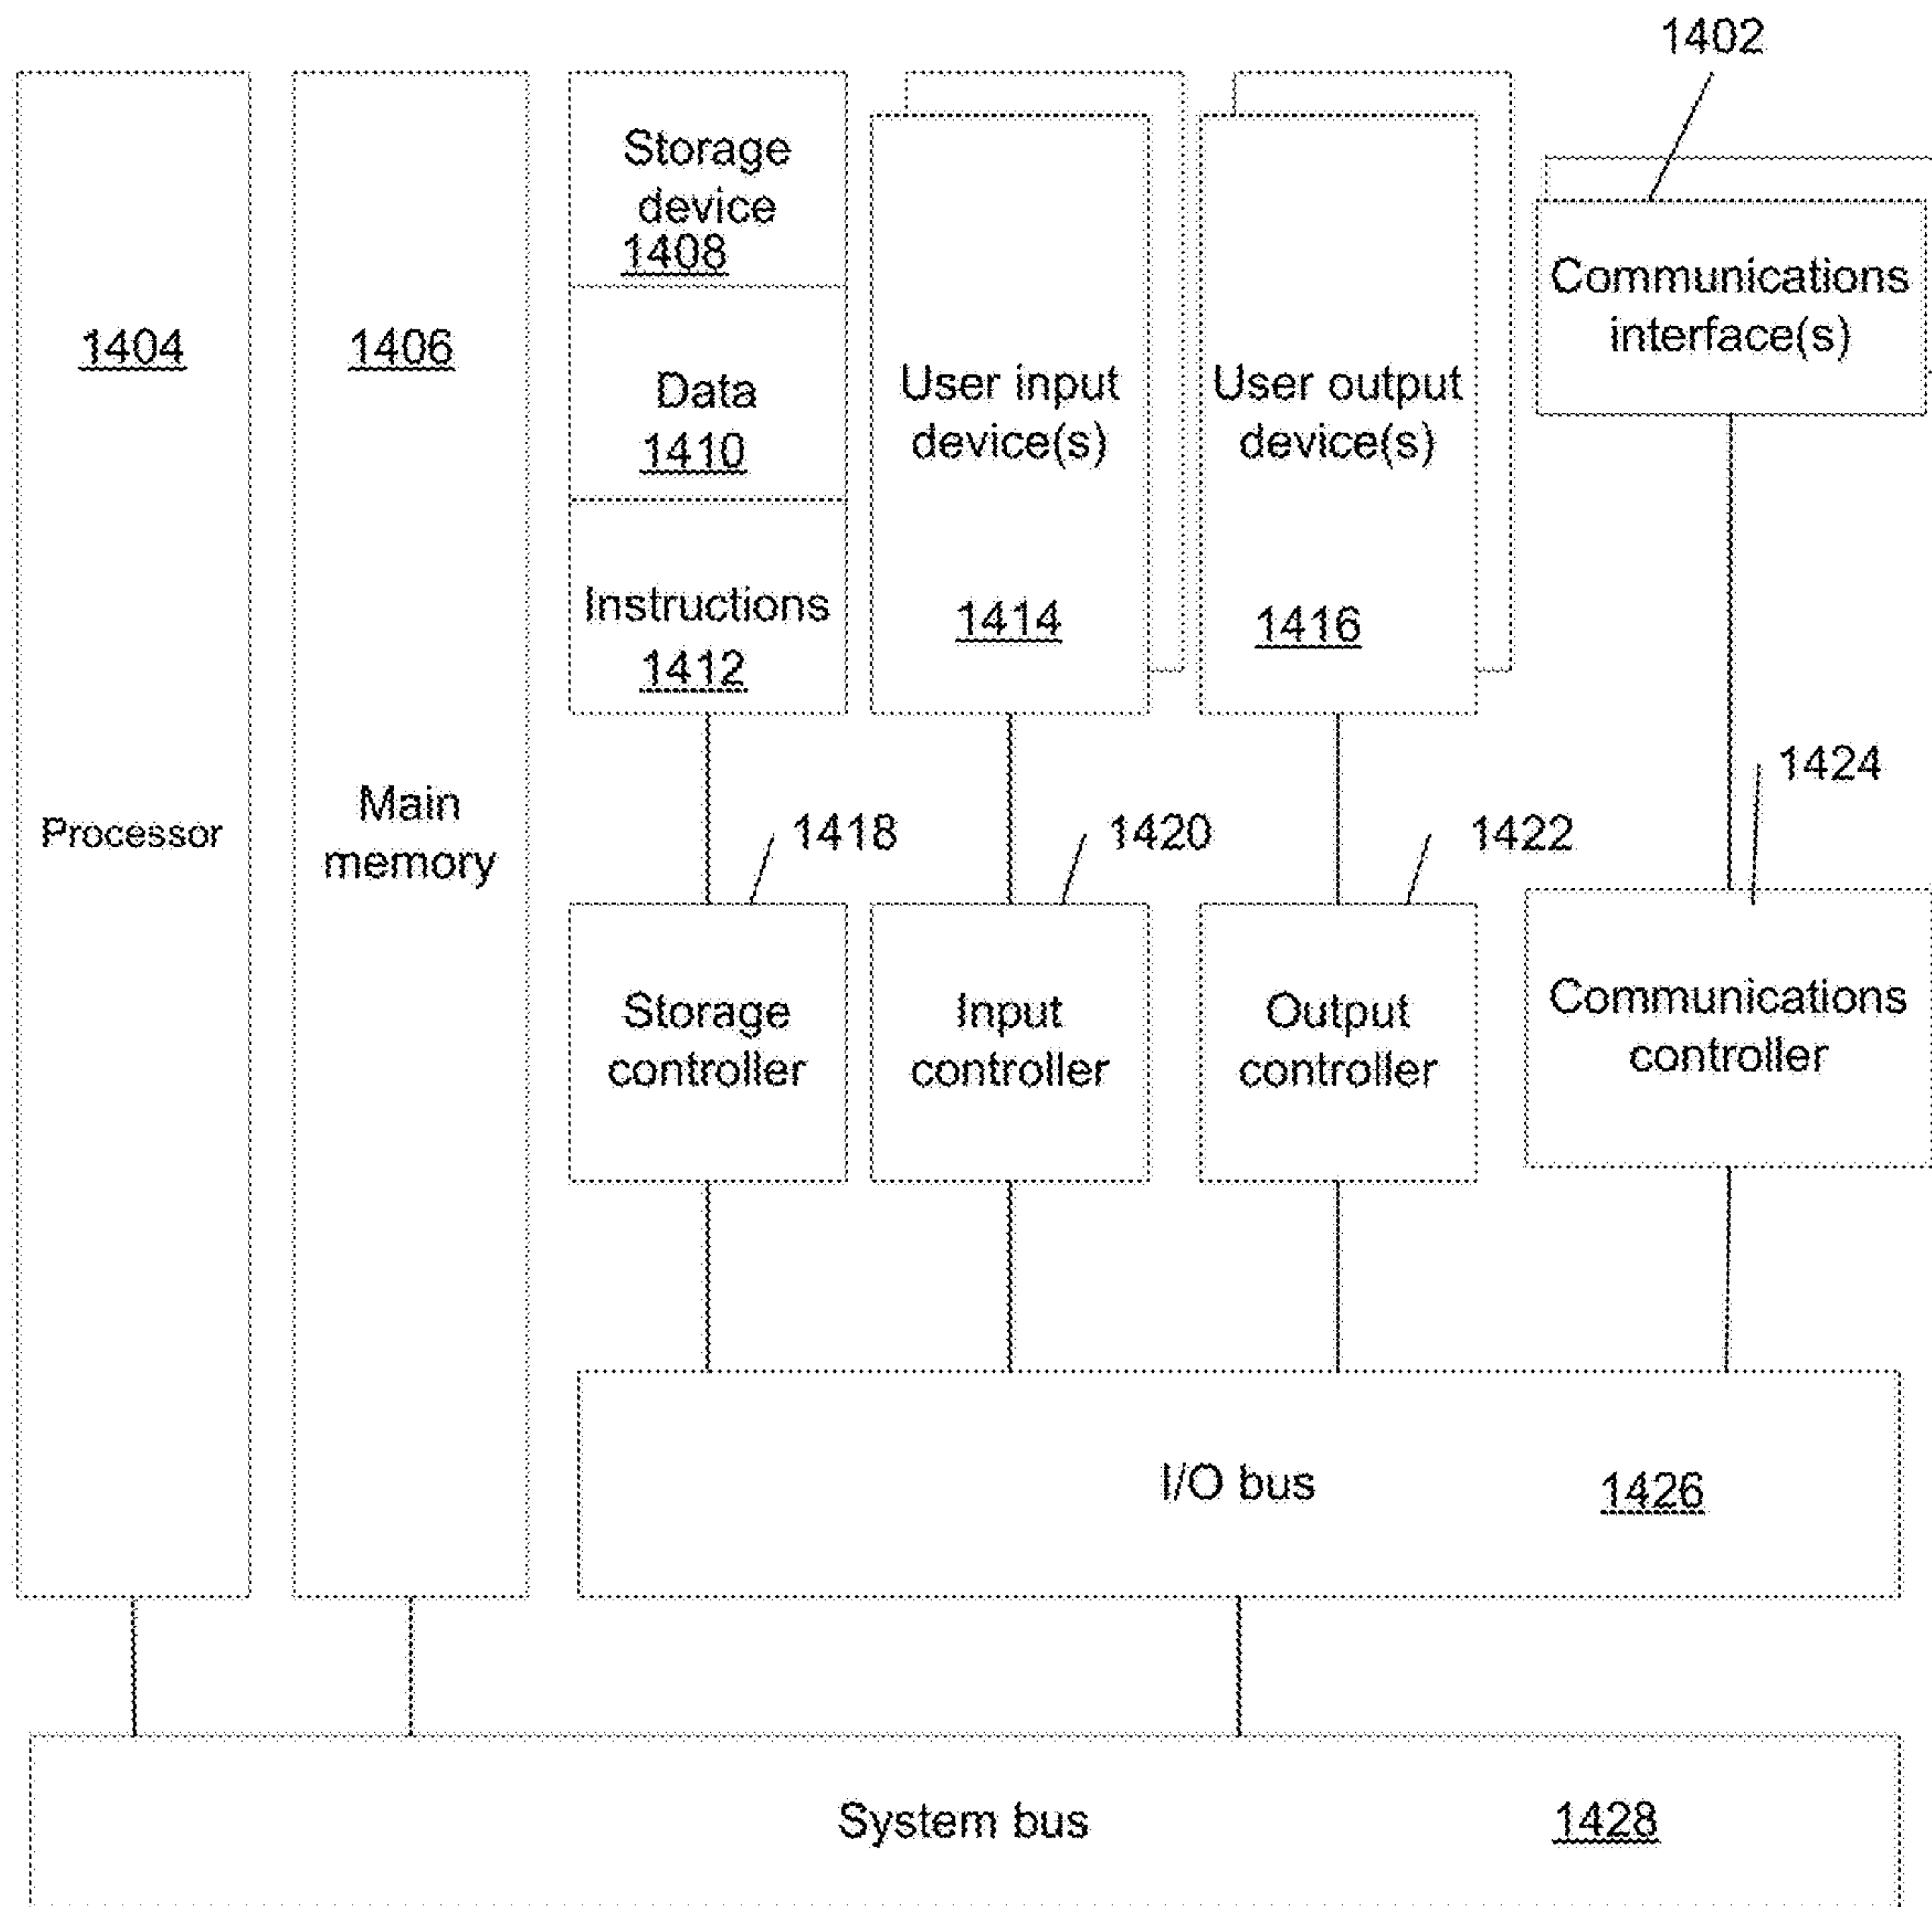 1402
Storage
device
1408
Communications
interface(s)
1404
1406
Data
1410
User input
device(s)
User output
device(s)
Instructions
1412
1414
1416
Processor
Main
memory
1418
1420
1422
1424
Storage
controller
Input
controller
Output
controller
Communications
controller
I/O bus
1426
System bus
1428